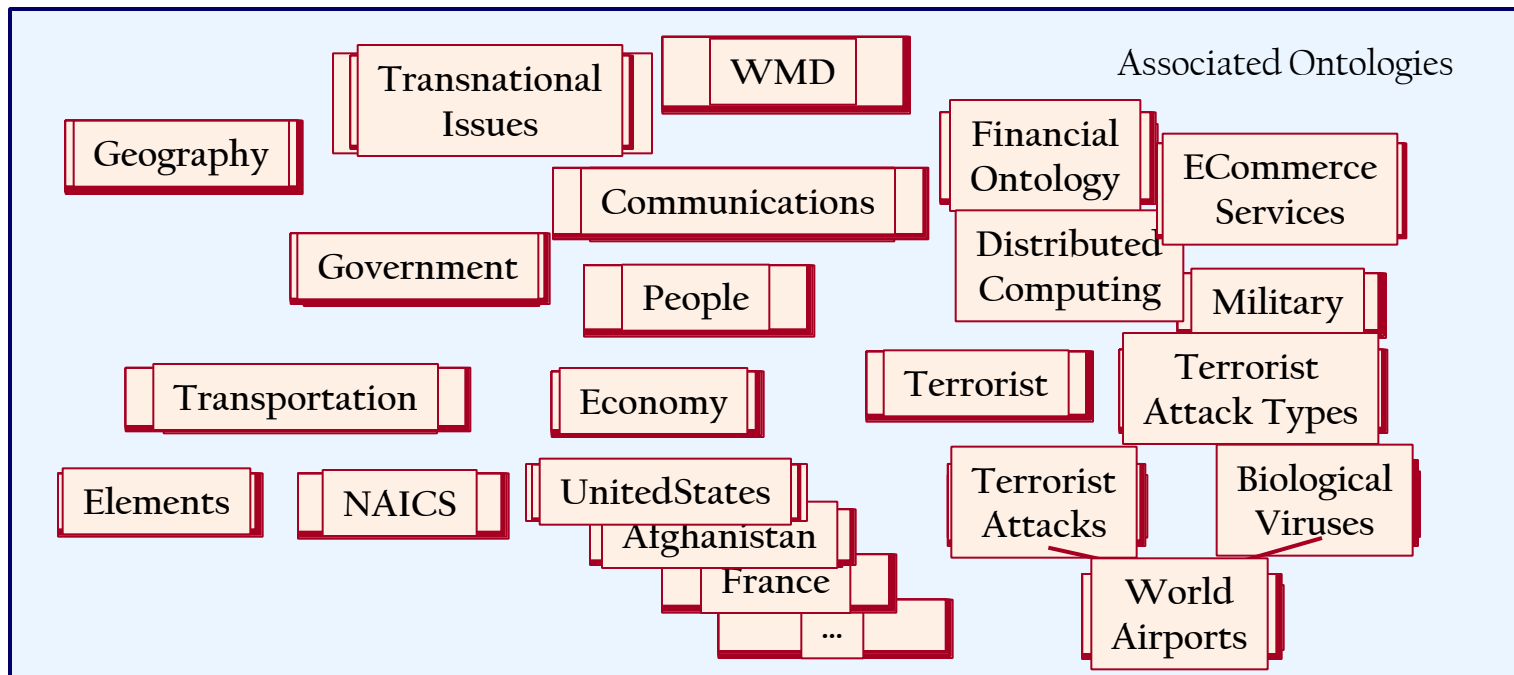 Associated Ontologies
Transnational
Issues
WMD
Geography
Financial
Ontology
ECommerce
Services
Communications
Government
Distributed
Computing
People
Military
Transportation
Economy
Terrorist
Terrorist
Attack Types
Elements
NAICS
UnitedStates
Afghanistan
France
...
Terrorist
Attacks
Biological
Viruses
World
Airports